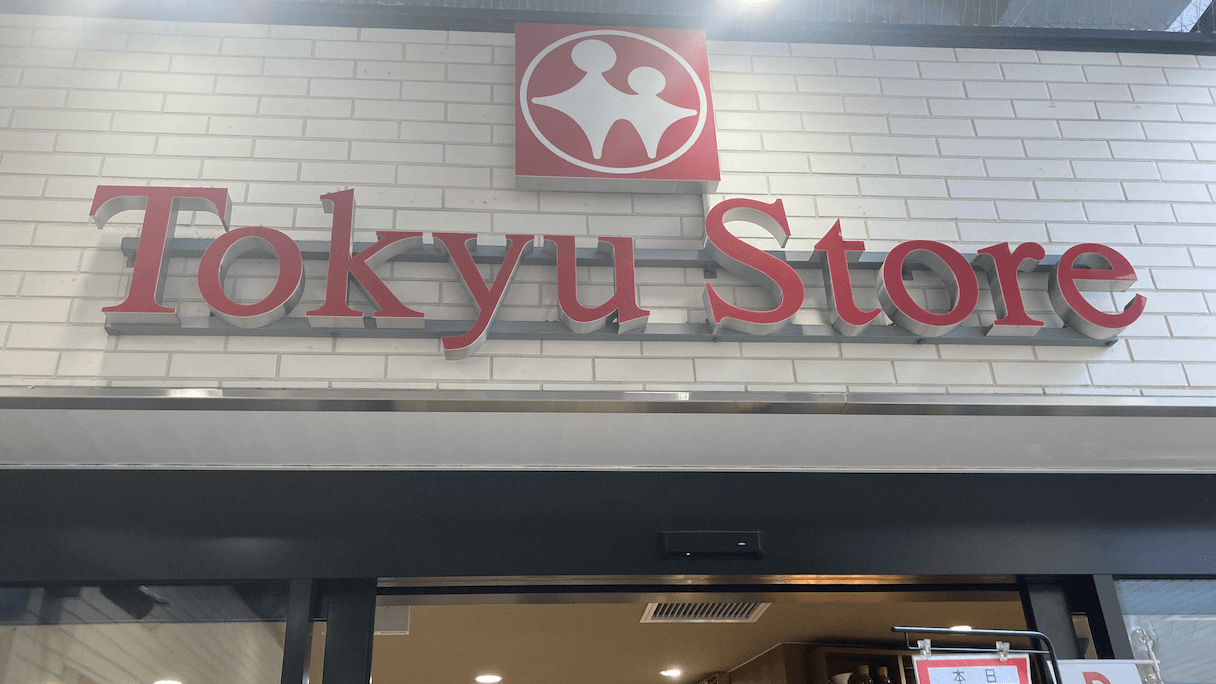 Tokyu Store
本日